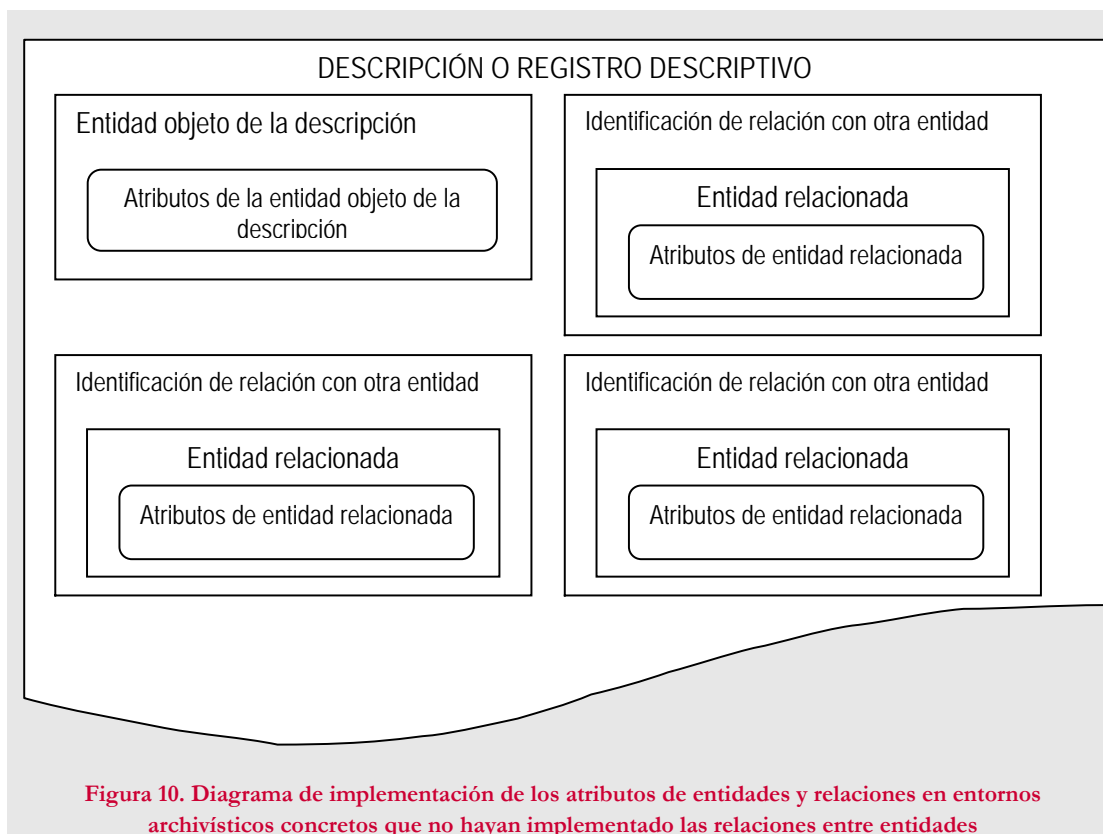 DESCRIPCIÓN O REGISTRO DESCRIPTIVO
Entidad objeto de la descripción
Atributos de la entidad objeto de la
descripción
Identificación de relación con otra entidad
Entidad relacionada
Atributos de entidad relacionada
Identificación de relación con otra entidad
Entidad relacionada
Atributos de entidad relacionada
Identificación de relación con otra entidad
Entidad relacionada
Atributos de entidad relacionada
Figura 10. Diagrama de implementación de los atributos de entidades y relaciones en entornos
archivísticos concretos que no hayan implementado las relaciones entre entidades